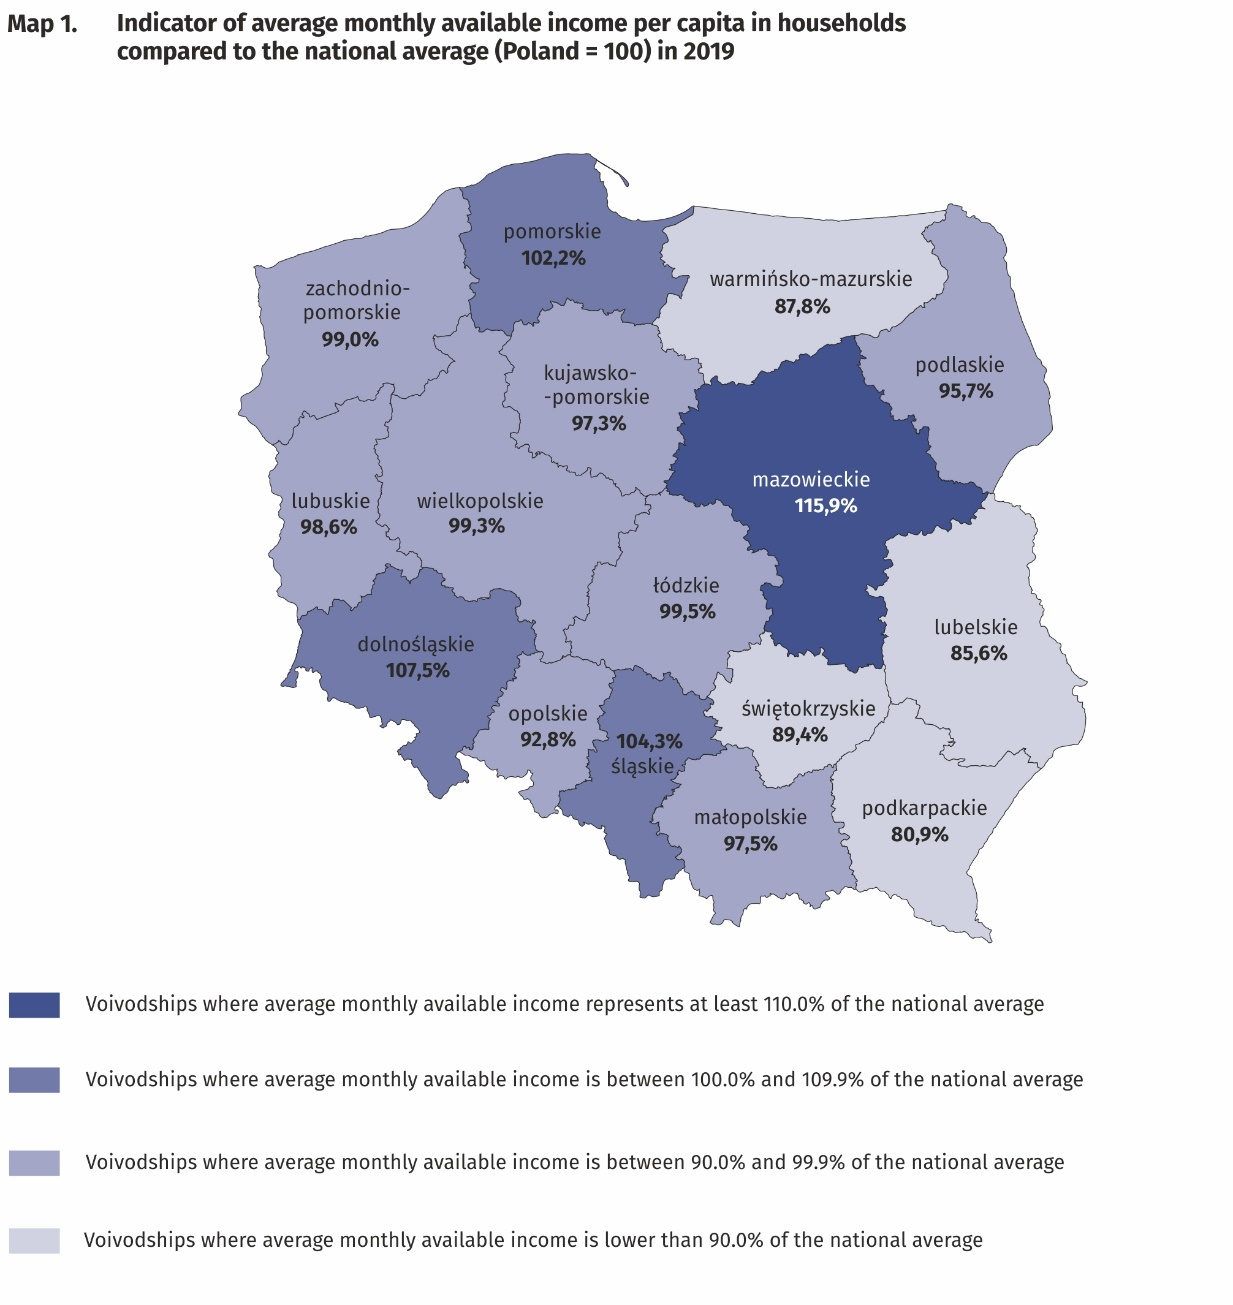 Map 1. Indicator of average monthly available income per capita in households
compared to the national average (Poland = 100) in 2019
pomorskie
102,2%
warmińsko-mazurskie
87,8%
zachodnio-
pomorskie
99,0%
podlaskie
95,7%
kujawsko-
-pomorskie
97,3%
mazowieckie
115,9%
lubuskie
98,6%
wielkopolskie
99,3%
łódzkie
99,5%
lubelskie
85,6%
dolnośląskie
107,5%
opolskie
92,8%
104,3%
śląskie
świętokrzyskie
89,4%
małopolskie
97,5%
podkarpackie
80,9%
Voivodships where average monthly available income represents at least 110.0% of the national average
Voivodships where average monthly available income is between 100.0% and 109.9% of the national average
Voivodships where average monthly available income is between 90.0% and 99.9% of the national average
Voivodships where average monthly available income is lower than 90.0% of the national average